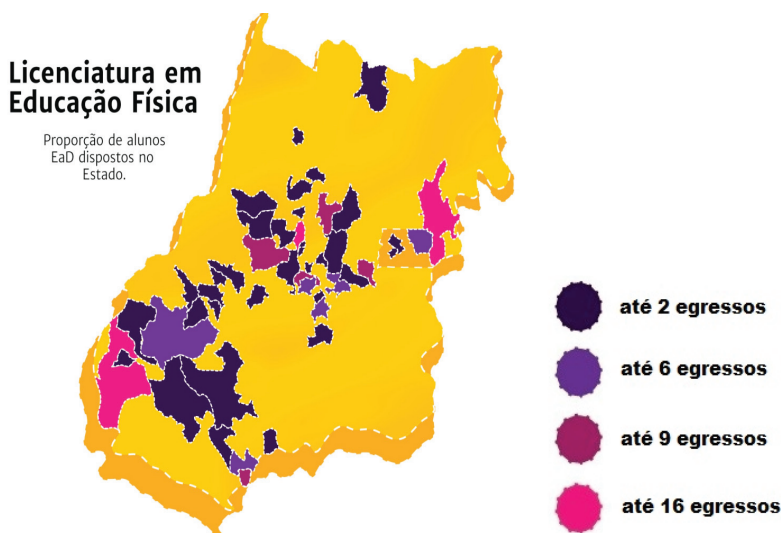 Licenciatura em
Educação Física
Proporção de alunos
EaD dispostos no
Estado.
até 2 egressos
até 6 egressos
até 9 egressos
até 16 egressos